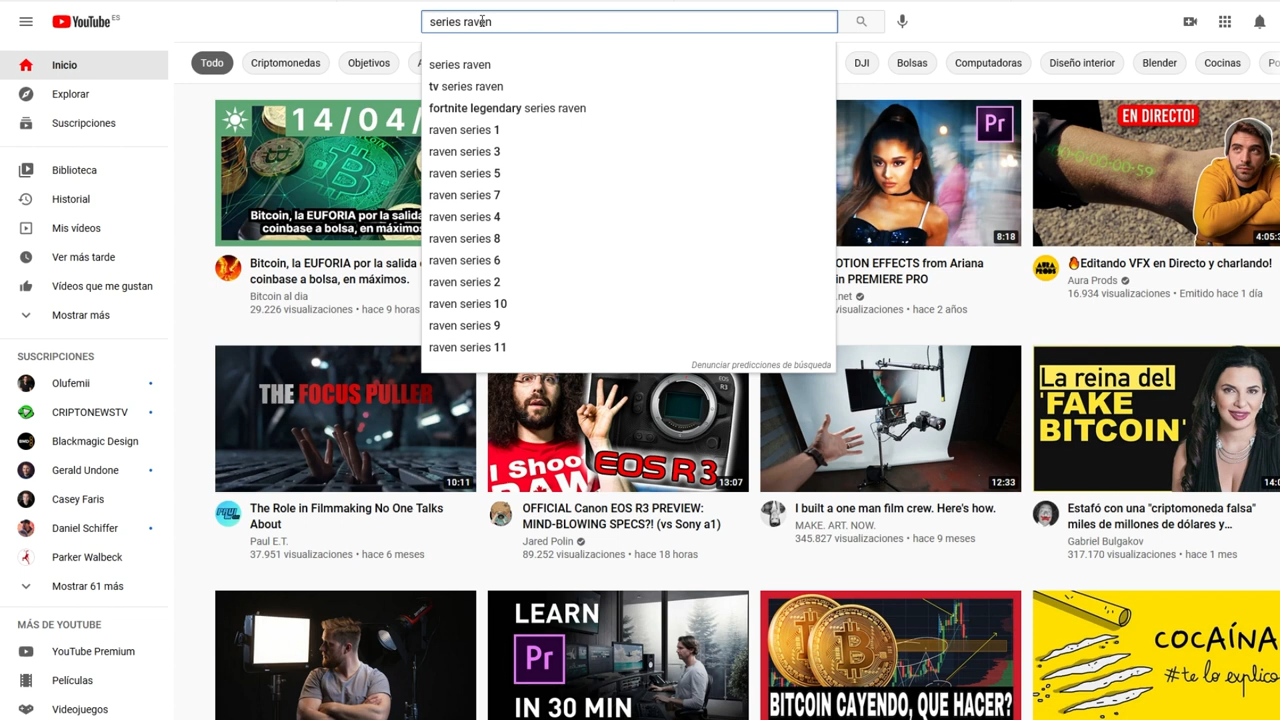 YouTube ES
series raven
Inicio
Explorar
Suscripciones
Biblioteca
Historial
Mis vídeos
Ver más tarde
Vídeos que me gustan
Mostrar más
SUSCRIPCIONES
Olufemii
CRIPTONEWSTV
Blackmagic Design
Gerald Undone
Casey Faris
Daniel Schiffer
Parker Walbeck
Mostrar 61 más
MÁS DE YOUTUBE
YouTube Premium
Películas
Videojuegos
Todo
Criptomonedas
Objetivos
DJI
Bolsas
Computadoras
Diseño interior
Blender
Cocinas
series raven
tv series raven
fortnite legendary series raven
raven series 1
raven series 3
raven series 5
raven series 7
raven series 4
raven series 8
raven series 6
raven series 2
raven series 10
raven series 9
raven series 11
Denunciar predicciones de búsqueda
14/04/
Bitcoin, la EUFORIA por la salida
coinbase a bolsa, en máximos
Bitcoin, la EUFORIA por la salida
coinbase a bolsa, en máximos.
Bitcoin al dia
29.226 visualizaciones • hace 9 horas
Pr
8:18
OTION EFFECTS from Ariana
in PREMIERE PRO
.net
• hace 2 años
EN DIRECTO!
4:05:3
AURA
PRODS
🔥Editando VFX en Directo y charlando!
Aura Prods
16.934 visualizaciones • Emitido hace 1 día
THE FOCUS PULLER
10:11
The Role in Filmmaking No One Talks
About
Paul E.T.
37.951 visualizaciones • hace 6 meses
I Shoo
RAW
EOS
R3
EOS R3
13:07
OFFICIAL Canon EOS R3 PREVIEW:
MIND-BLOWING SPECS?! (vs Sony a1)
Jared Polin
89.252 visualizaciones • hace 18 horas
12:33
I built a one man film crew. Here's how.
MAKE. ART. NOW.
345.827 visualizaciones • hace 9 meses
La reina del
'FAKE
BITCOIN'
14:0
Estafó con una "criptomoneda falsa"
miles de millones de dólares y...
Gabriel Bulgakov
317.170 visualizaciones • hace 1 mes
LEARN
Pr
IN 30 MIN
BITCOIN CAYENDO, QUE HACER?
COCAÍNA
#te lo explico